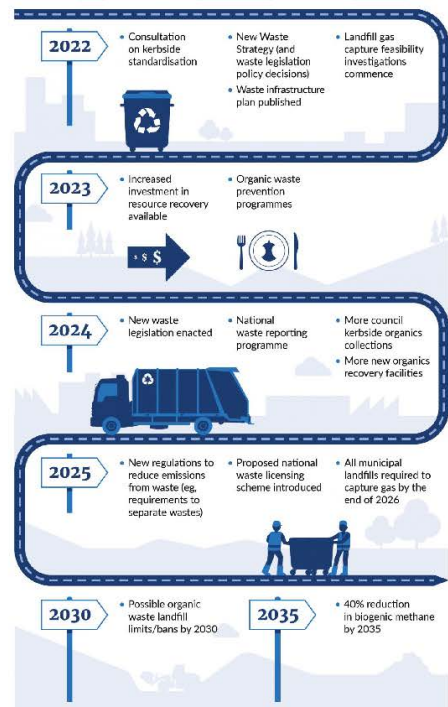 2022
• Consultation
on kerbside
standardisation
• New Waste
Strategy (and
waste legislation
policy decisions)
• Waste infrastructure
plan published
• Landfill gas
capture feasibility
investigations
commence
2023
• Increased
investment in
resource recovery
available
• Organic waste
prevention
programmes
$ $ $
2024
• New waste
legislation enacted
• National
waste reporting
programme
• More council
kerbside organics
collections
• More new organics
recovery facilities
2025
• New regulations to
reduce emissions
from waste (eg,
requirements to
separate wastes)
• Proposed national
waste licensing
scheme introduced
• All municipal
landfills required to
capture gas by the
end of 2026
2030
• Possible organic
waste landfill
limits/bans by 2030
2035
• 40% reduction
in biogenic methane
by 2035